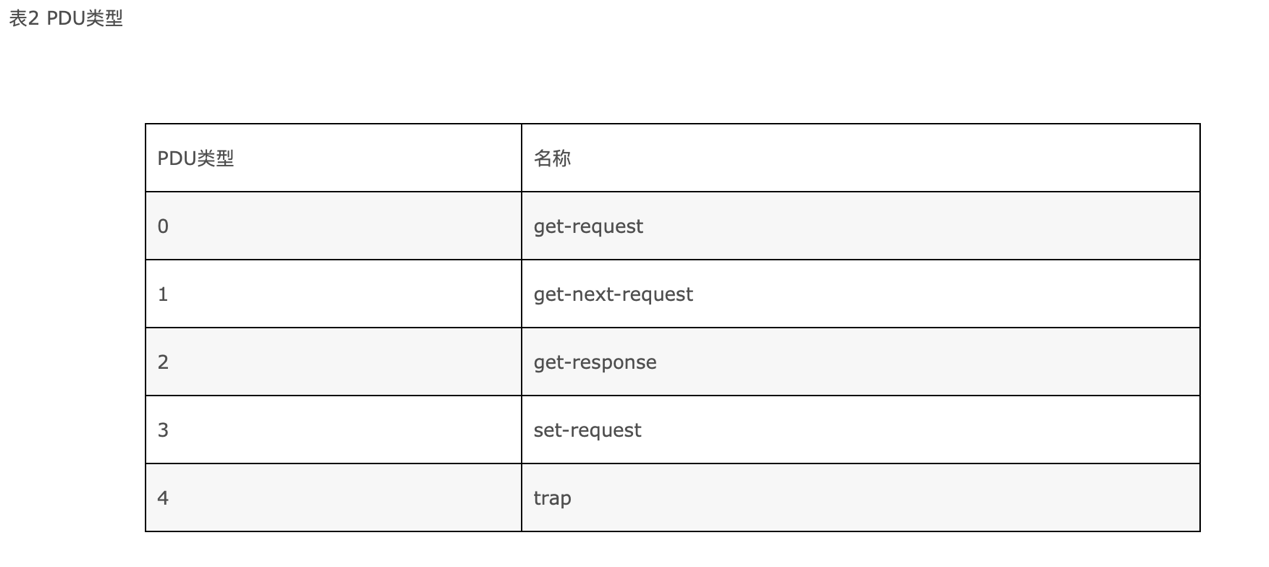 表2 PDU类型
PDU类型 名称
0 get-request
1 get-next-request
2 get-response
3 set-request
4 trap